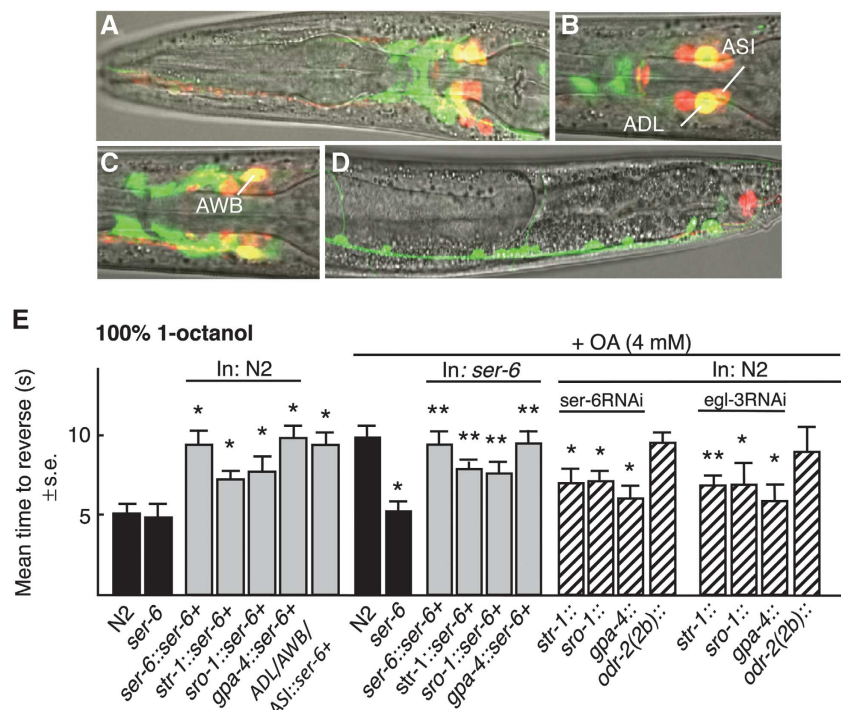 A
B
ASI
ADL
C
AWB
D
E
100% 1-octanol
+ OA (4 mM)
In: N2
In: ser-6
In: N2
ser-6RNAi
egl-3RNAi
Mean time to reverse (s)
±s.e.
10
5
* * * * * * ** ** ** ** * * * ** * *
N2
ser-6
ser-6::ser-6+
str-1::ser-6+
sro-1::ser-6+
gpa-4::ser-6+
ADL/AWB/
ASI::ser-6+
N2
ser-6
ser-6::ser-6+
str-1::ser-6+
sro-1::ser-6+
gpa-4::ser-6+
str-1::
sro-1::
gpa-4::
odr-2(2b)::
str-1::
sro-1::
gpa-4::
odr-2(2b)::